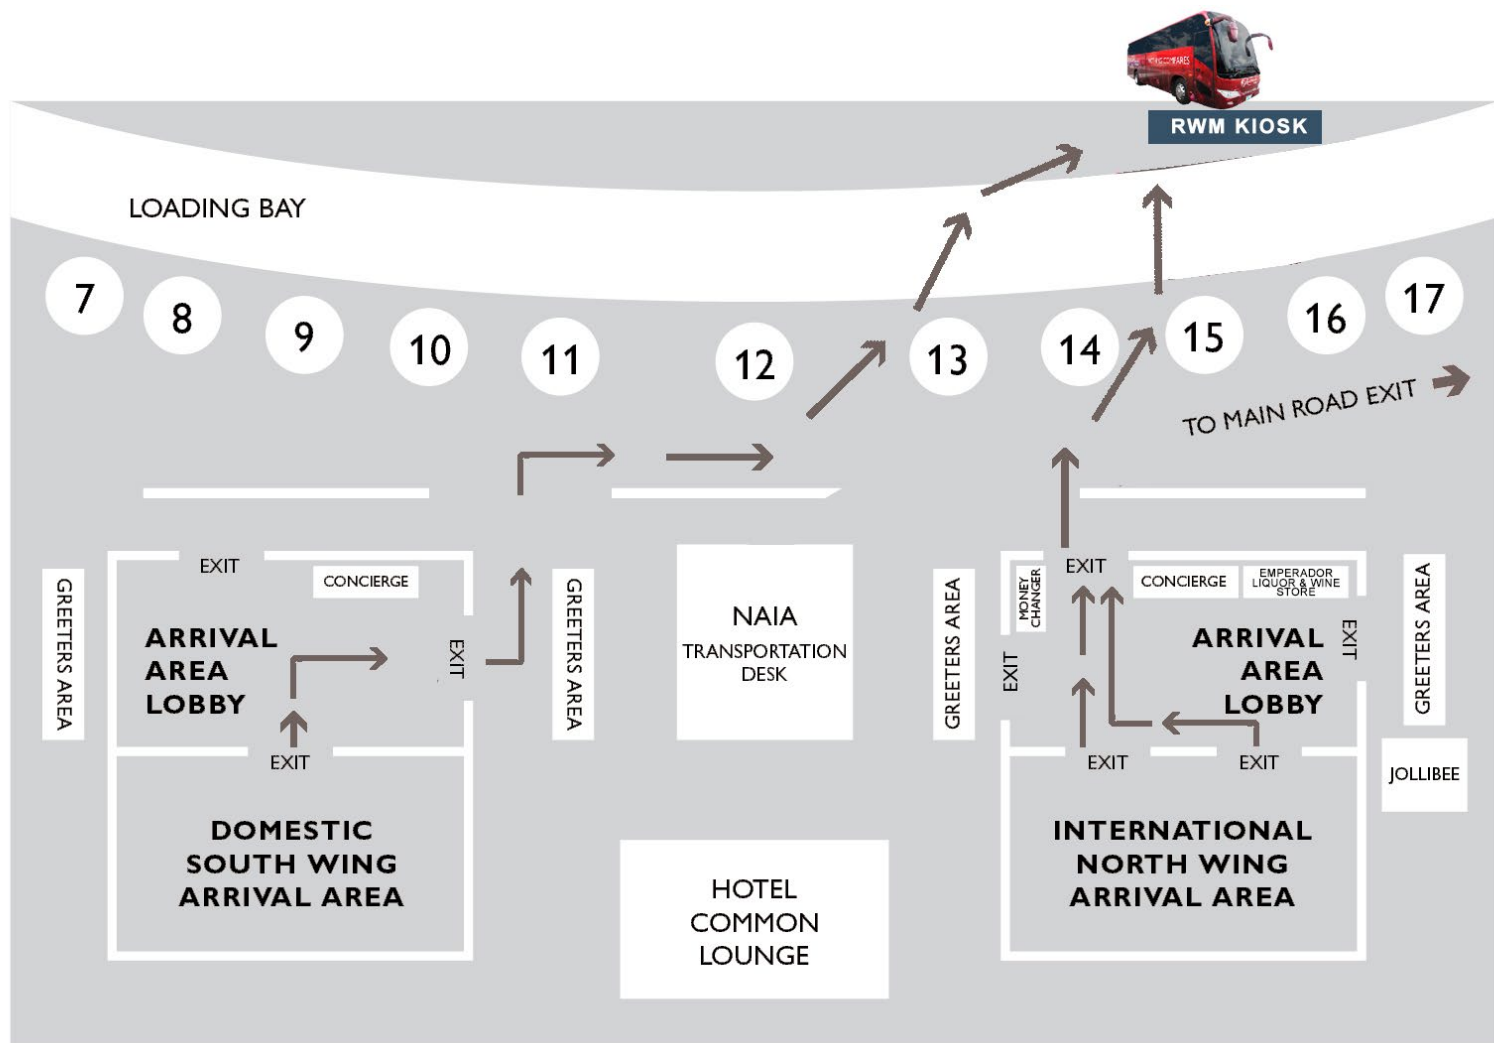 RWM KIOSK
LOADING BAY
7
8
9
10
11
12
13
14
15
16
17
TO MAIN ROAD EXIT
GREETERS AREA
EXIT
CONCIERGE
ARRIVAL
AREA
LOBBY
EXIT
EXIT
DOMESTIC
SOUTH WING
ARRIVAL AREA
GREETERS AREA
NAIA
TRANSPORTATION
DESK
HOTEL
COMMON
LOUNGE
GREETERS AREA
MONEY
CHANGER
EXIT
CONCIERGE
EMPERADOR
LIQUOR & WINE
STORE
EXIT
ARRIVAL
AREA
LOBBY
EXIT
EXIT
EXIT
INTERNATIONAL
NORTH WING
ARRIVAL AREA
GREETERS AREA
JOLLIBEE